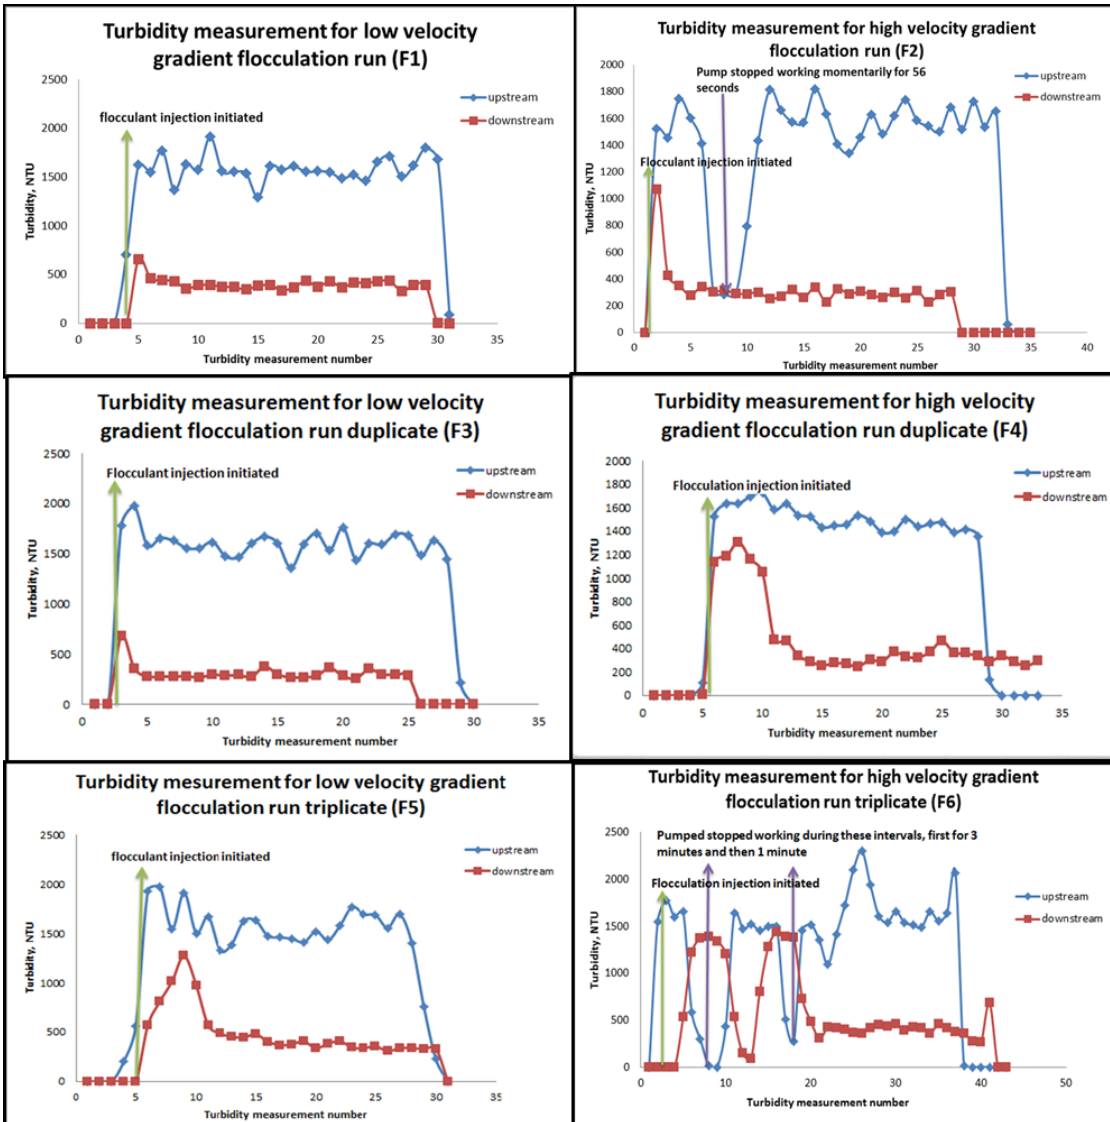 Turbidity measurement for low velocity
gradient flocculation run (F1)
2500
2000
1500
1000
500
0
Turbidity, NTU
flocculant injection initiated
upstream
downstream
0 5 10 15 20 25 30 35
Turbidity measurement number
Turbidity measurement for high velocity gradient
flocculation run (F2)
Pump stopped working momentarily for 56
seconds
2000
1800
1600
1400
1200
1000
800
600
400
200
0
Turbidity, NTU
Flocculant injection initiated
upstream
downstream
0 5 10 15 20 25 30 35 40
Turbidity measurement number
Turbidity measurement for low velocity
gradient flocculation run duplicate (F3)
2500
2000
1500
1000
500
0
Turbidity, NTU
Flocculant injection initiated
upstream
downstream
0 5 10 15 20 25 30 35
Turbidity measurement number
Turbidity measurement for high velocity
gradient flocculation run duplicate (F4)
2000
1800
1600
1400
1200
1000
800
600
400
200
0
Turbidity, NTU
Flocculation injection initiated
upstream
downstream
0 5 10 15 20 25 30 35
Turbidity measurement number
Turbidity mesurement for low velocity gradient
flocculation run triplicate (F5)
2500
2000
1500
1000
500
0
Turbidity, NTU
flocculant injection initiated
upstream
downstream
0 5 10 15 20 25 30 35
Turbidity measurement number
Turbidity measurement for high velocity gradient
flocculation run triplicate (F6)
Pumped stopped working during these intervals, first for 3
minutes and then 1 minute
2500
2000
1500
1000
500
0
Turbidity, NTU
Flocculation injection initiated
upstream
downstream
0 10 20 30 40 50
Turbidity measurement number